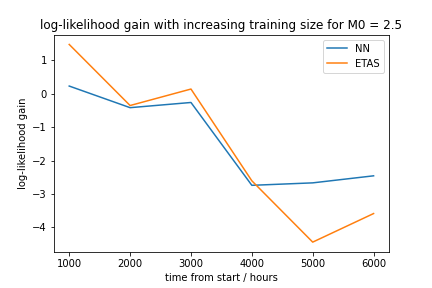 log-likelihood gain with increasing training size for M0 = 2.5
NN
ETAS
log-likelihood gain
1
0
−1
−2
−3
−4
1000 2000 3000 4000 5000 6000
time from start / hours